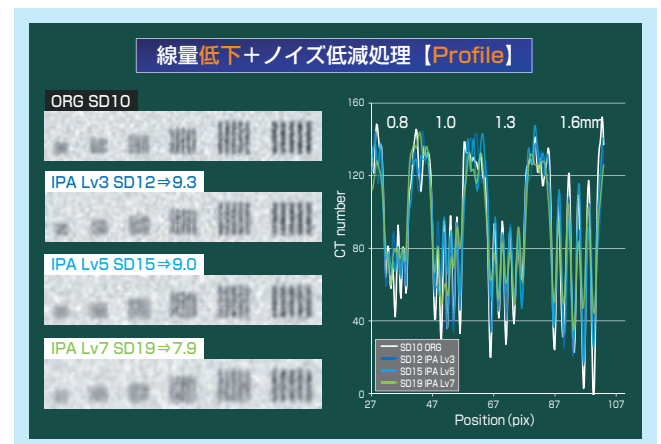 線量低下＋ノイズ低減処理【Profile】
ORG SD10
IPA Lv3 SD12⇒9.3
IPA Lv5 SD15⇒9.0
IPA Lv7 SD19⇒7.9
160
120
80
40
0
CT number
0.8 1.0 1.3 1.6mm
SD10 ORG
SD12 IPA Lv3
SD15 IPA Lv5
SD19 IPA Lv7
27 47 67 87 107
Position(pix)